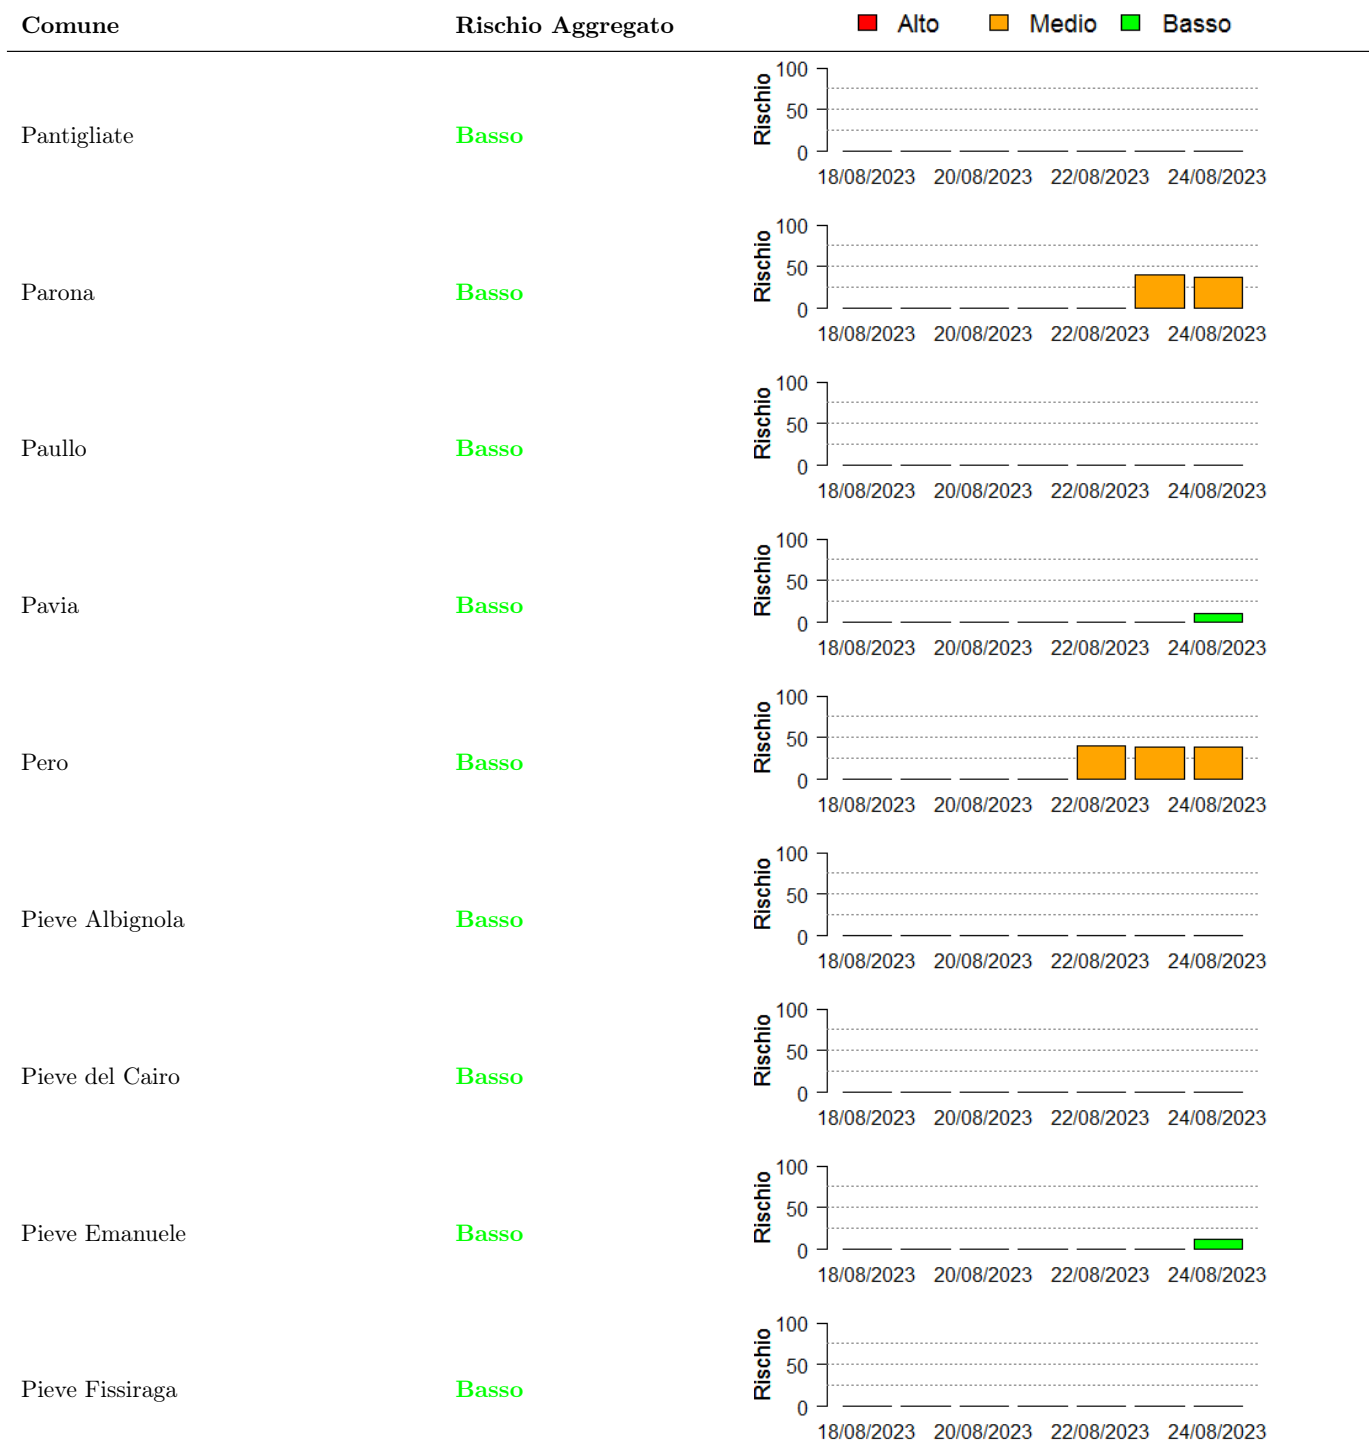 Comune Rischio Aggregato Alto Medio Basso
Pantigliate Basso Rischio 100 50 0
18/08/2023 20/08/2023 22/08/2023 24/08/2023
Parona Basso Rischio 100 50 0
18/08/2023 20/08/2023 22/08/2023 24/08/2023
Paullo Basso Rischio 100 50 0
18/08/2023 20/08/2023 22/08/2023 24/08/2023
Pavia Basso Rischio 100 50 0
18/08/2023 20/08/2023 22/08/2023 24/08/2023
Pero Basso Rischio 100 50 0
18/08/2023 20/08/2023 22/08/2023 24/08/2023
Pieve Albignola Basso Rischio 100 50 0
18/08/2023 20/08/2023 22/08/2023 24/08/2023
Pieve del Cairo Basso Rischio 100 50 0
18/08/2023 20/08/2023 22/08/2023 24/08/2023
Pieve Emanuele Basso Rischio 100 50 0
18/08/2023 20/08/2023 22/08/2023 24/08/2023
Pieve Fissiraga Basso Rischio 100 50 0
18/08/2023 20/08/2023 22/08/2023 24/08/2023